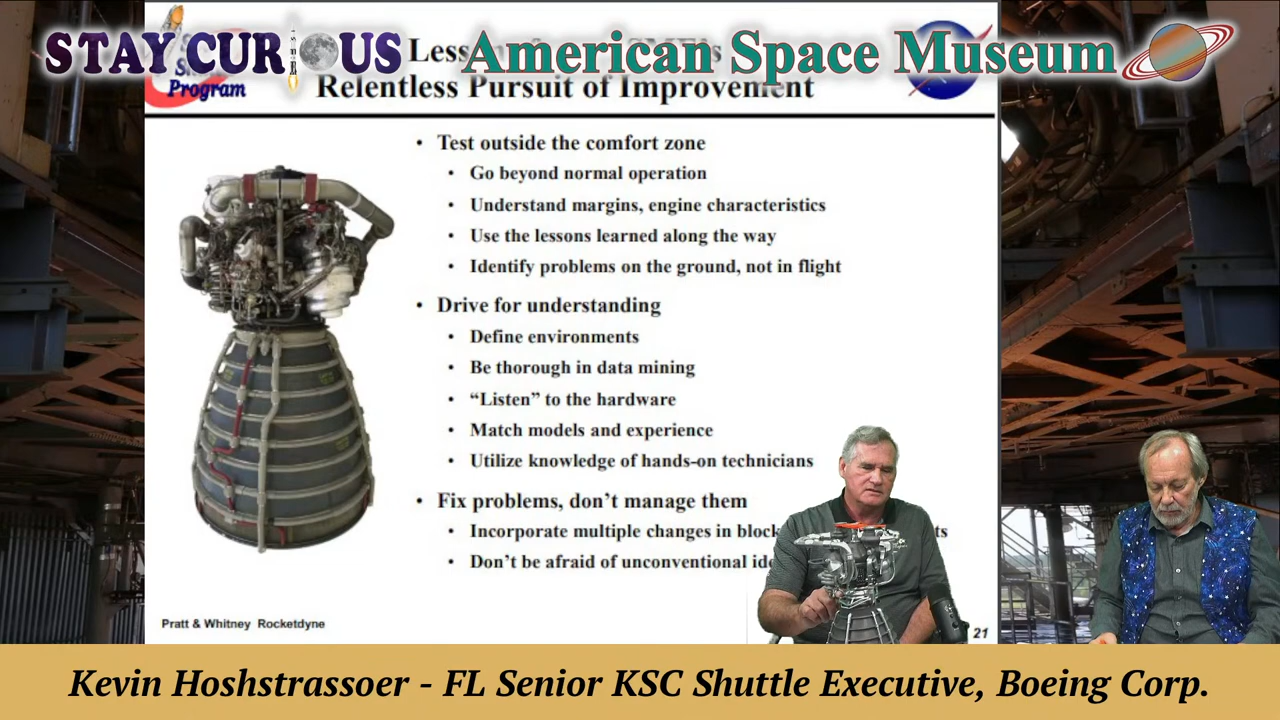 STAY CURIOUS
American Space Museum
Program
Relentless Pursuit of Improvement
• Test outside the comfort zone
• Go beyond normal operation
• Understand margins, engine characteristics
• Use the lessons learned along the way
• Identify problems on the ground, not in flight
• Drive for understanding
• Define environments
• Be thorough in data mining
• “Listen” to the hardware
• Match models and experience
• Utilize knowledge of hands-on technicians
• Fix problems, don’t manage them
• Incorporate multiple changes in block
• Don’t be afraid of unconventional
Pratt & Whitney Rocketdyne
21
Kevin Hoshstrassoer - FL Senior KSC Shuttle Executive, Boeing Corp.